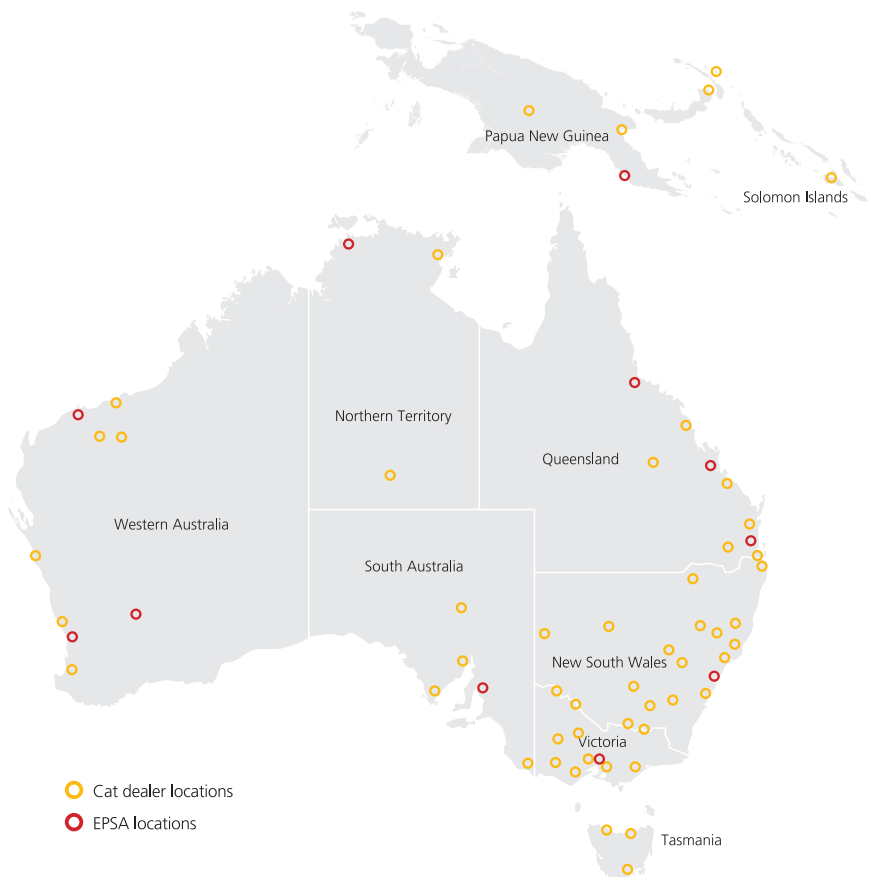 Papua New Guinea
Solomon Islands
Northern Territory
Queensland
Western Australia
South Australia
New South Wales
Victoria
Cat dealer locations
EPSA locations
Tasmania